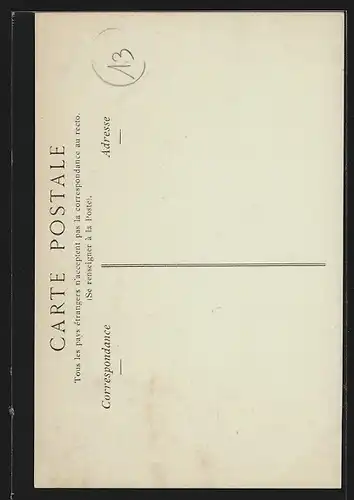 CARTE POSTALE
Tous les pays étrangers n'acceptent pas la correspondance au recto.
(Se renseigner à la Poste).
Correspondance
Adresse
13